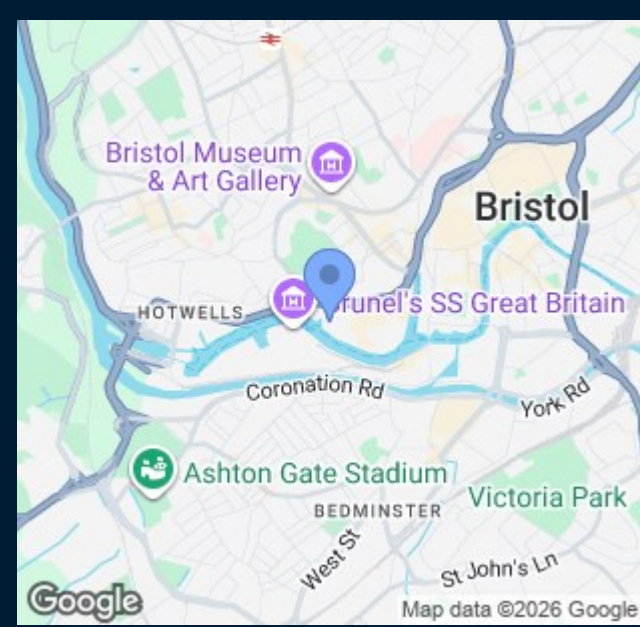 Bristol Museum
& Art Gallery
Bristol
HOTWELLS
Brunel's SS Great Britain
Coronation Rd
York Rd
Ashton Gate Stadium
BEDMINSTER
Victoria Park
West St
St John's Ln
Google
Map data ©2026 Google